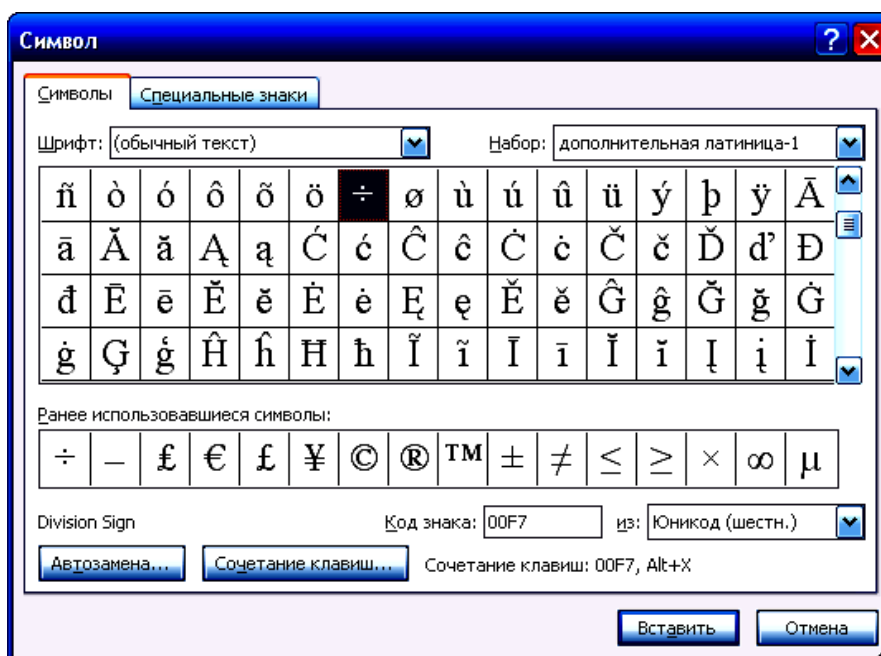 Символ
Символы Специальные знаки
Шрифт: (обычный текст) Набор: дополнительная латиница-1
ñ ò ó ô õ ö ÷ ø ù ú û ü ý þ ÿ Ā
ā Ă ă Ą ą Ć ć Ĉ ĉ Ċ ċ Č č Ď ď Đ
đ Ē ē Ĕ ĕ Ė ė Ę ę Ě ě Ĝ ĝ Ğ ğ Ġ
ġ Ģ ģ Ĥ ĥ Ħ ħ Ĩ ĩ Ī ī Ĭ ĭ Į į İ
Ранее использовавшиеся символы:
÷ – £ € £ ¥ © ® ™ ± ≠ ≤ ≥ × ∞ µ
Division Sign Код знака: 00F7 из: Юникод (шестн.)
Автозамена... Сочетание клавиш... Сочетание клавиш: 00F7, Alt+X
Вставить Отмена